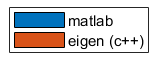 matlab
eigen (c++)